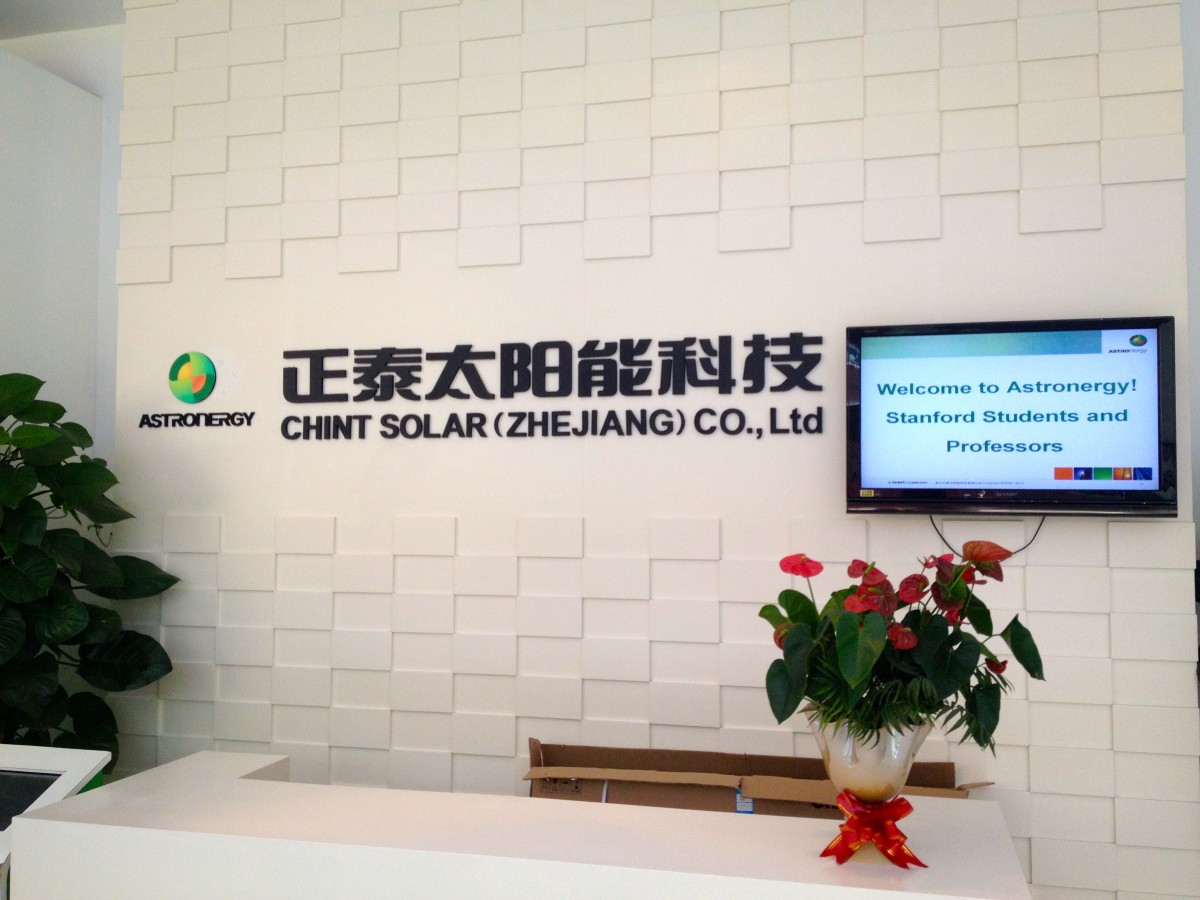 正泰太阳能科技
ASTRONERGY
CHINT SOLAR (ZHEJIANG) CO., Ltd
ASTRONERGY
Welcome to Astronergy!
Stanford Students and
Professors